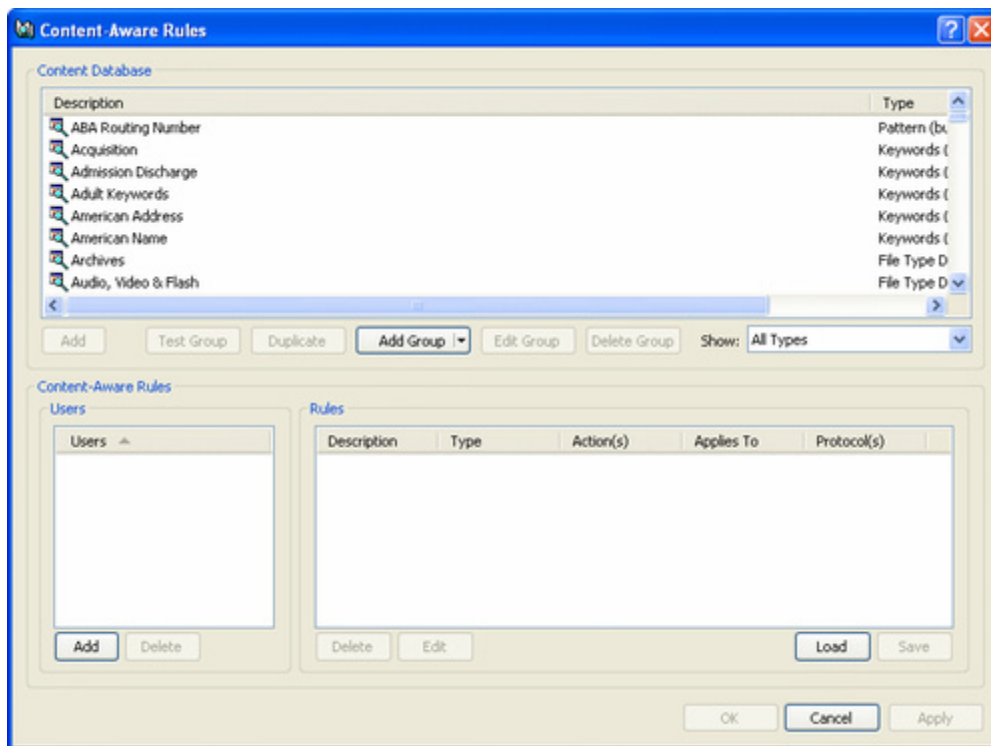 Content-Aware Rules
Content Database
Description Type
ABA Routing Number Pattern (bu
Acquisition Keywords (
Admission Discharge Keywords (
Adult Keywords Keywords (
American Address Keywords (
American Name Keywords (
Archives File Type D
Audio, Video & Flash File Type D
Add Test Group Duplicate Add Group Edit Group Delete Group Show: All Types
Content-Aware Rules
Users Rules
Users Description Type Action(s) Applies To Protocol(s)
Add Delete Delete Edit Load Save
OK Cancel Apply